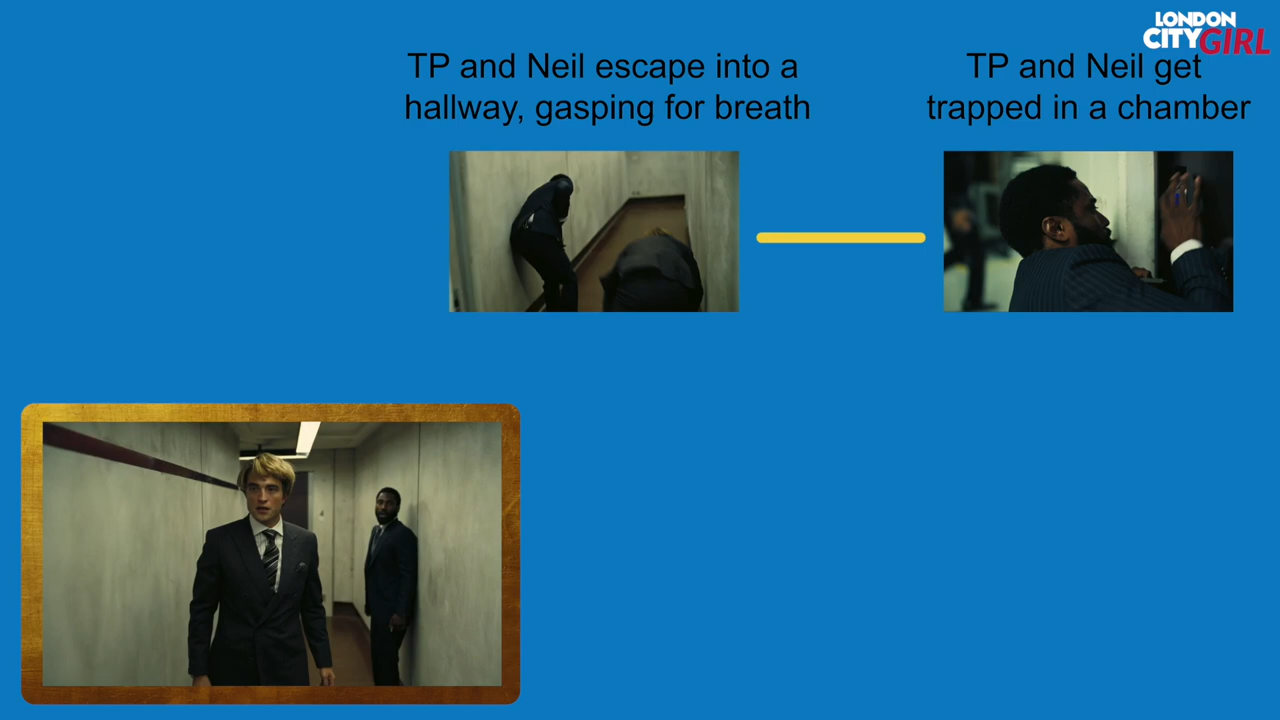 LONDON
CITY GIRL
TP and Neil escape into a
hallway, gasping for breath
TP and Neil get
trapped in a chamber